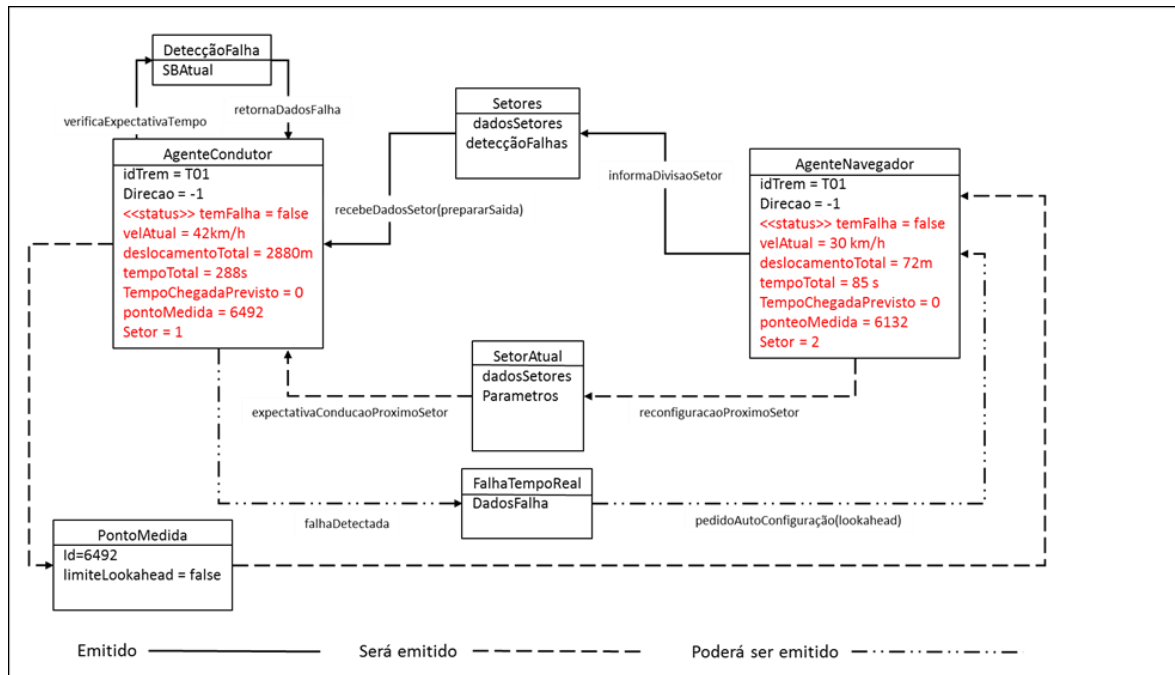 DetecçãoFalha
SBAtual
verificaExpectativaTempo
retornaDadosFalha
Setores
dadosSetores
detecçãoFalhas
informaDivisaoSetor
recebeDadosSetor(prepararSaida)
AgenteCondutor
idTrem = T01
Direcao = -1
<<status>> temFalha = false
velAtual = 42km/h
deslocamentoTotal = 2880m
tempoTotal = 288s
TempoChegadaPrevisto = 0
pontoMedida = 6492
Setor = 1
AgenteNavegador
idTrem = T01
Direcao = -1
<<status>> temFalha = false
velAtual = 30 km/h
deslocamentoTotal = 72m
tempoTotal = 85 s
TempoChegadaPrevisto = 0
ponteoMedida = 6132
Setor = 2
SetorAtual
dadosSetores
Parametros
expectativaConducaoProximoSetor
reconfiguracaoProximoSetor
FalhaTempoReal
DadosFalha
falhaDetectada
pedidoAutoConfiguração(lookahead)
PontoMedida
Id=6492
limiteLookahead = false
Emitido
Será emitido
Poderá ser emitido